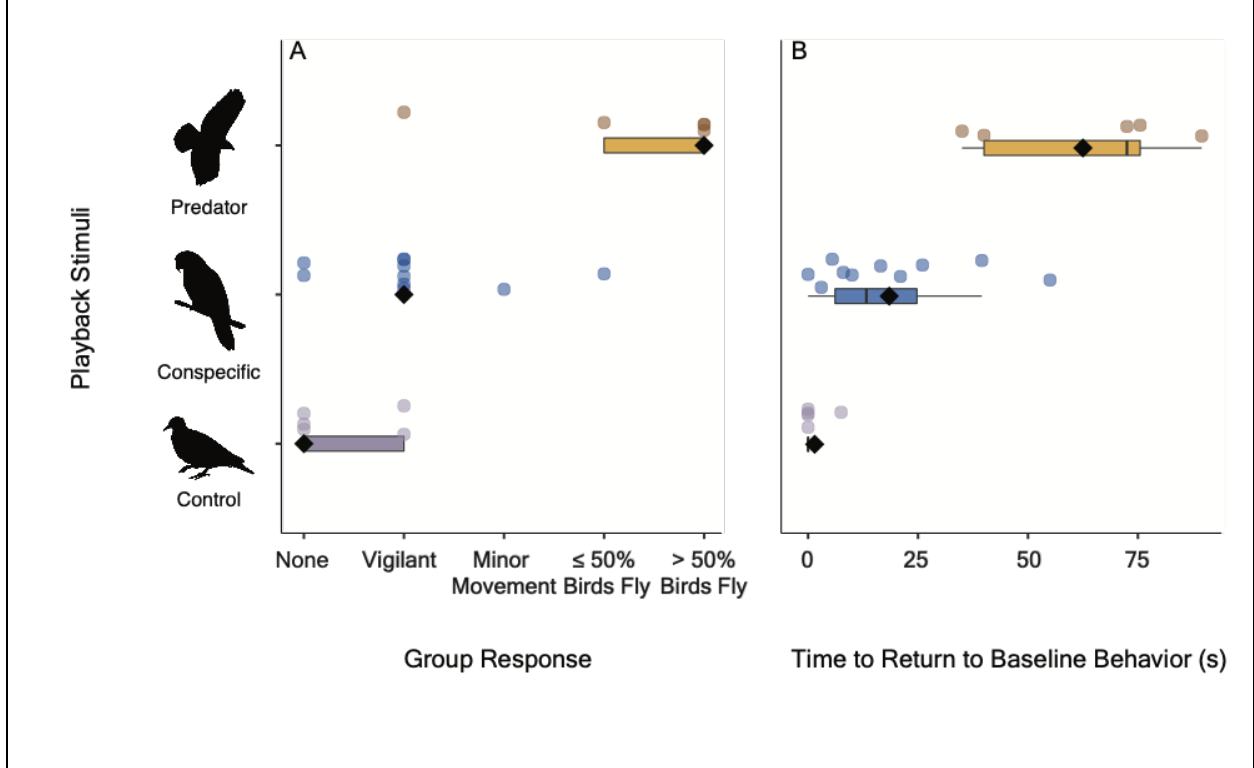 A
B
Predator
Playback Stimuli
Conspecific
Control
None Vigilant Minor ≤ 50% > 50%
Movement Birds Fly Birds Fly
0 25 50 75
Group Response
Time to Return to Baseline Behavior (s)